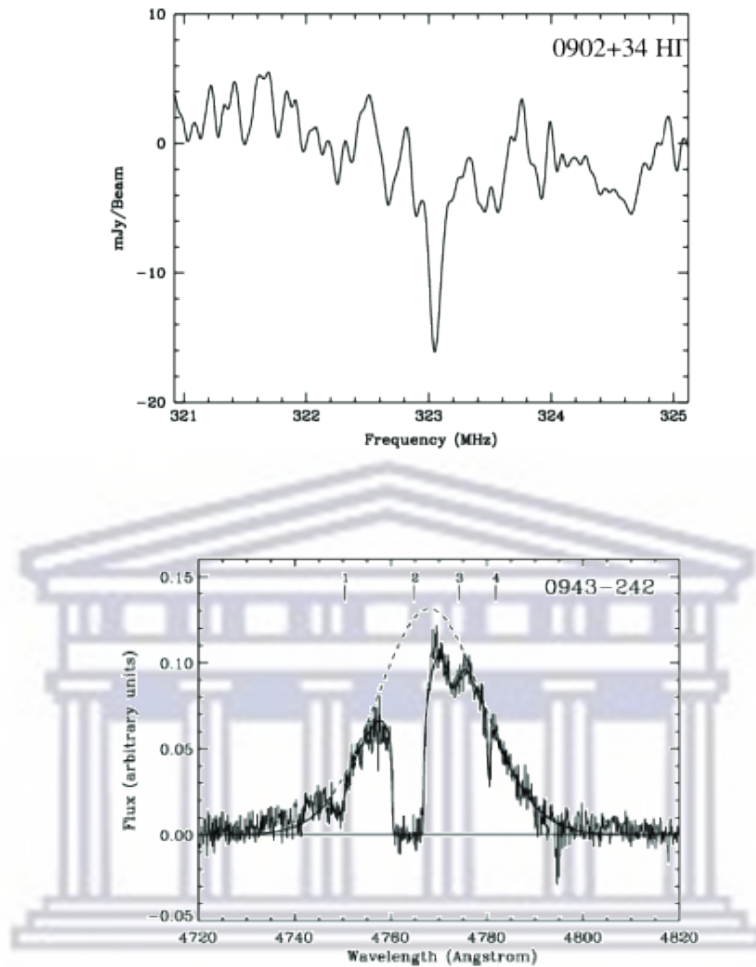 10
0902+34 HI
0
mJy/Beam
-10
-20
321 322 323 324 325
Frequency (MHz)
0.15
1 2 3 4
0943-242
0.10
Flux (arbitrary units)
0.05
0.00
-0.05
4720 4740 4760 4780 4800 4820
Wavelength (Angstrom)